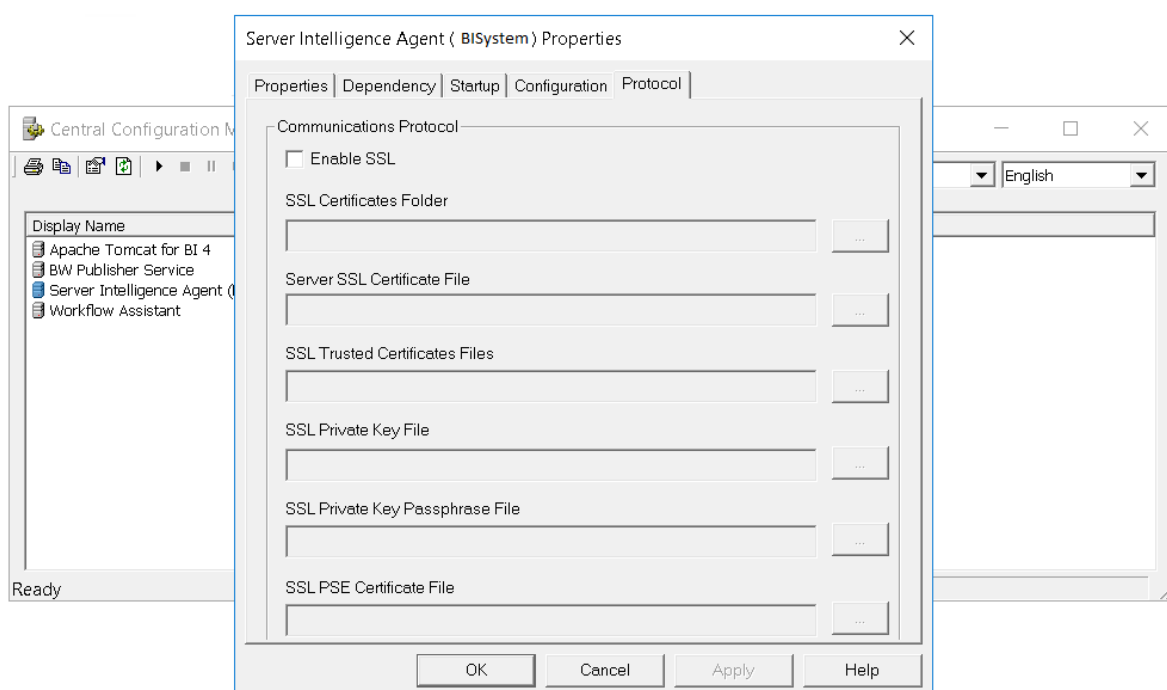 Server Intelligence Agent ( BISystem ) Properties
Properties
Dependency
Startup
Configuration
Protocol
Central Configuration M
English
Communications Protocol
Enable SSL
SSL Certificates Folder
...
Server SSL Certificate File
...
SSL Trusted Certificates Files
...
SSL Private Key File
...
SSL Private Key Passphrase File
...
SSL PSE Certificate File
...
Display Name
Apache Tomcat for BI 4
BW Publisher Service
Server Intelligence Agent (
Workflow Assistant
Ready
OK
Cancel
Apply
Help